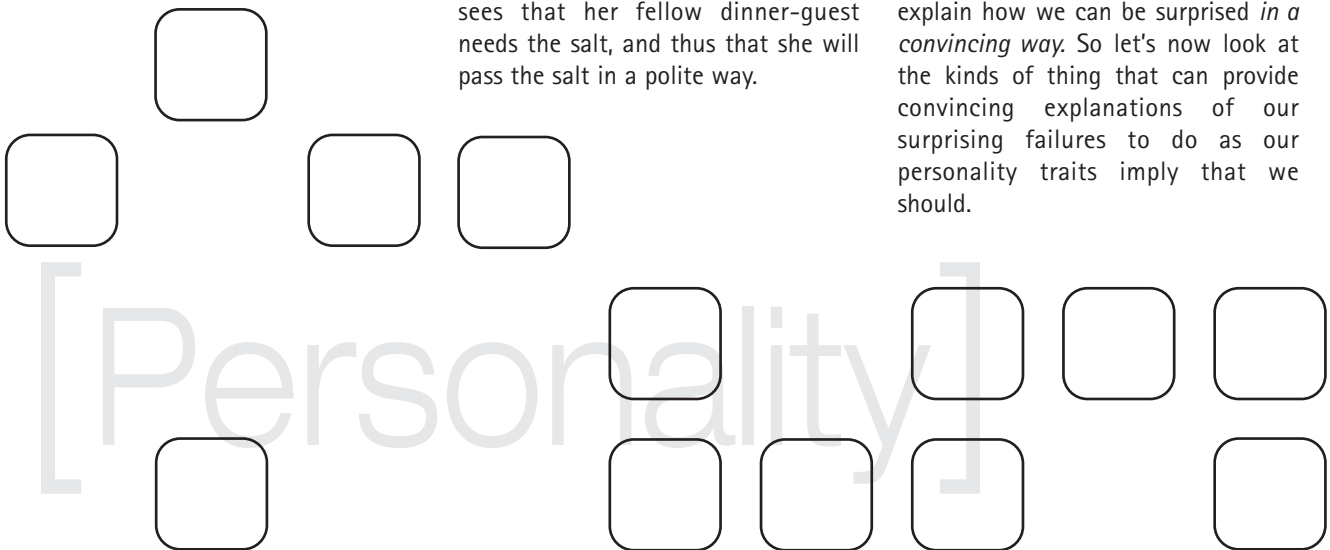 sees that her fellow dinner-guest
needs the salt, and thus that she will
pass the salt in a polite way.
explain how we can be surprised in a
convincing way. So let's now look at
the kinds of thing that can provide
convincing explanations of our
surprising failures to do as our
personality traits imply that we
should.
[Personality]